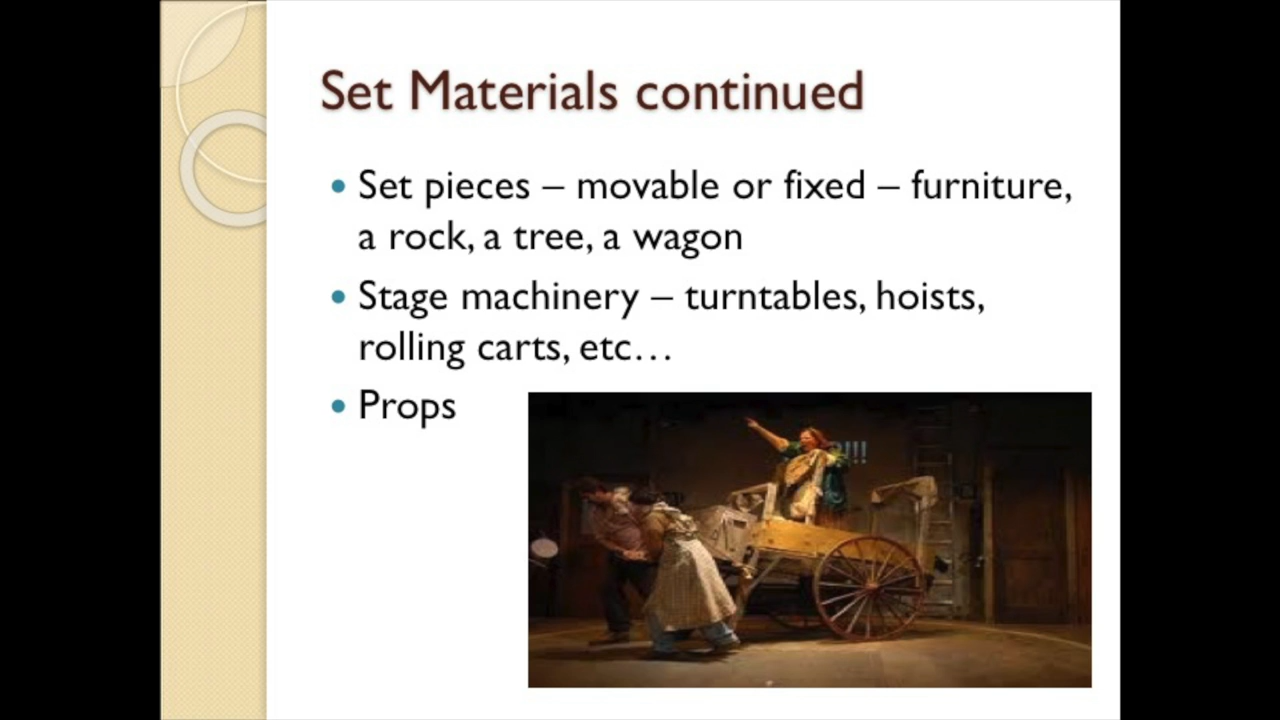 Set Materials continued
• Set pieces – movable or fixed – furniture,
a rock, a tree, a wagon
• Stage machinery – turntables, hoists,
rolling carts, etc…
• Props